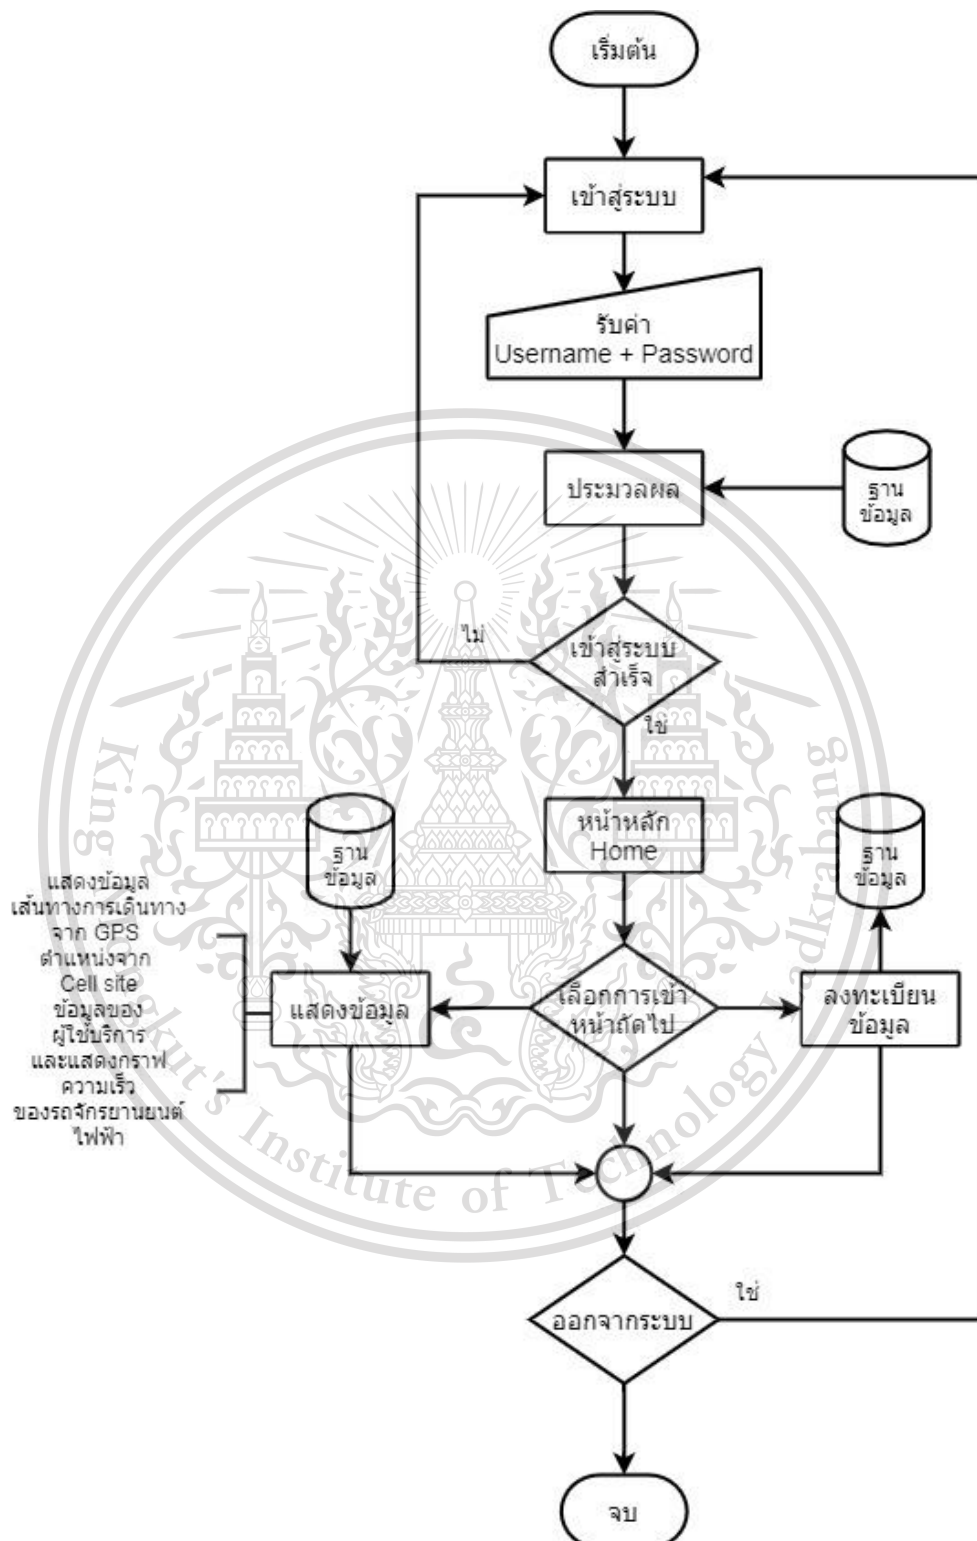 เริ่มต้น
เข้าสู่ระบบ
รับค่า
Username + Password
ประมวลผล
ฐาน
ข้อมูล
เข้าสู่ระบบ
สำเร็จ
ไม่
ใช่
หน้าหลัก
Home
ฐาน
ข้อมูล
ฐาน
ข้อมูล
แสดงข้อมูล
เส้นทางการเดินทาง
จาก GPS
ตำแหน่งจาก
Cell site
ข้อมูลของ
ผู้ใช้บริการ
และแสดงกราฟ
ความเร็ว
ของรถจักรยานยนต์
ไฟฟ้า
แสดงข้อมูล
เลือกการเข้า
หน้าถัดไป
ลงทะเบียน
ข้อมูล
ออกจากระบบ
ใช่
จบ
King Mongkut's Institute of Technology Ladkrabang